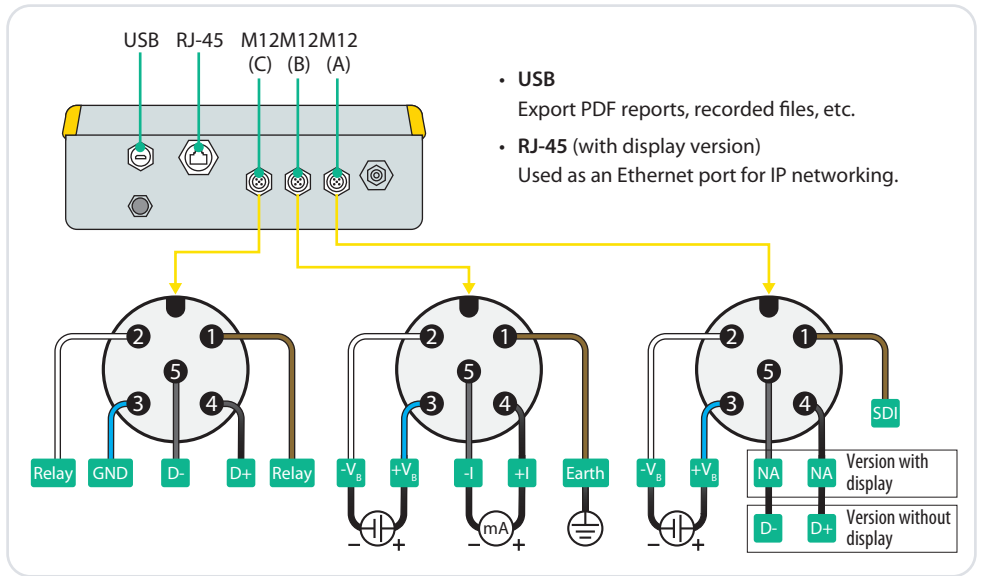 USB RJ-45 M12 M12 M12
(C) (B) (A)
• USB
Export PDF reports, recorded files, etc.
• RJ-45 (with display version)
Used as an Ethernet port for IP networking.
2 1 2 1 2 1
5 5 5
3 4 3 4 3 4
SDI
Relay GND D- D+ Relay -VB +VB -I +I Earth -VB +VB NA NA Version with
display
- + - mA + - + D- D+ Version without
display